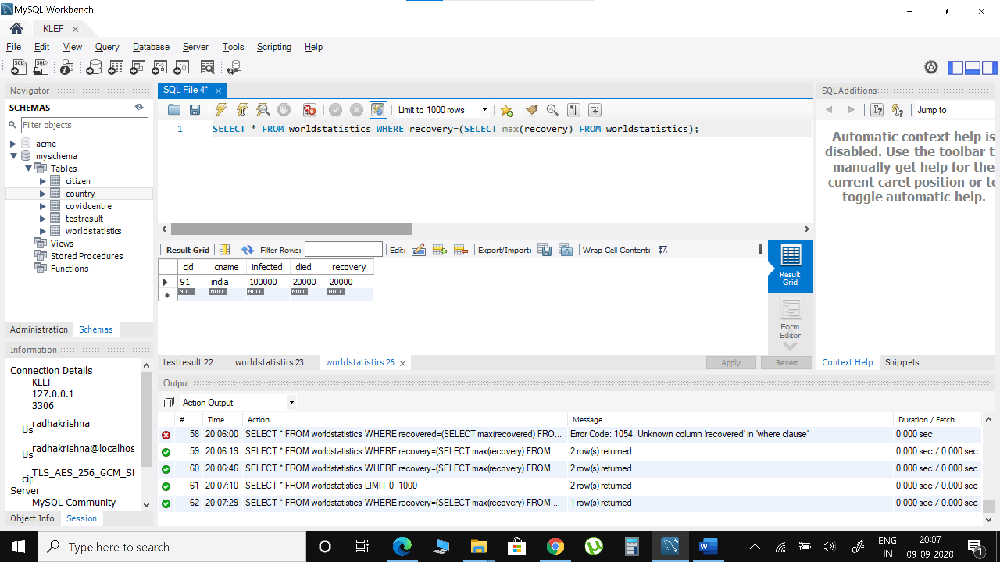 MySQL Workbench
KLEF
File Edit View Query Database Server Tools Scripting Help
Navigator
SCHEMAS
Filter objects
acme
myschema
Tables
citizen
country
covidcentre
testresult
worldstatistics
Views
Stored Procedures
Functions
Administration Schemas
Information
Connection Details
KLEF
127.0.0.1
3306
Us radhakrishna
Us radhakrishna@localhos
cip TLS_AES_256_GCM_SH
Server
MySQL Community
Object Info Session
SQL File 4*
Limit to 1000 rows
1 SELECT * FROM worldstatistics WHERE recovery=(SELECT max(recovery) FROM worldstatistics);
Result Grid Filter Rows: Edit: Export/Import: Wrap Cell Content:
cid cname infected died recovery
91 india 100000 20000 20000
NULL NULL NULL NULL NULL
Result
Grid
Form
Editor
testresult 22 worldstatistics 23 worldstatistics 26 Apply Revert
SQLAdditions
Jump to
Automatic context help is
disabled. Use the toolbar t
manually get help for the
current caret position or to
toggle automatic help.
Context Help Snippets
Output
Action Output
# Time Action Message Duration / Fetch
58 20:06:00 SELECT * FROM worldstatistics WHERE recovered=(SELECT max(recovered) FRO... Error Code: 1054. Unknown column 'recovered' in 'where clause' 0.000 sec
59 20:06:19 SELECT * FROM worldstatistics WHERE recovery=(SELECT max(recovery) FROM ... 2 row(s) returned 0.000 sec / 0.000 sec
60 20:06:46 SELECT * FROM worldstatistics WHERE recovery=(SELECT max(recovery) FROM ... 2 row(s) returned 0.000 sec / 0.000 sec
61 20:07:10 SELECT * FROM worldstatistics LIMIT 0, 1000 2 row(s) returned 0.000 sec / 0.000 sec
62 20:07:29 SELECT * FROM worldstatistics WHERE recovery=(SELECT max(recovery) FROM ... 1 row(s) returned 0.000 sec / 0.000 sec
Type here to search
ENG
IN
20:07
09-09-2020
1